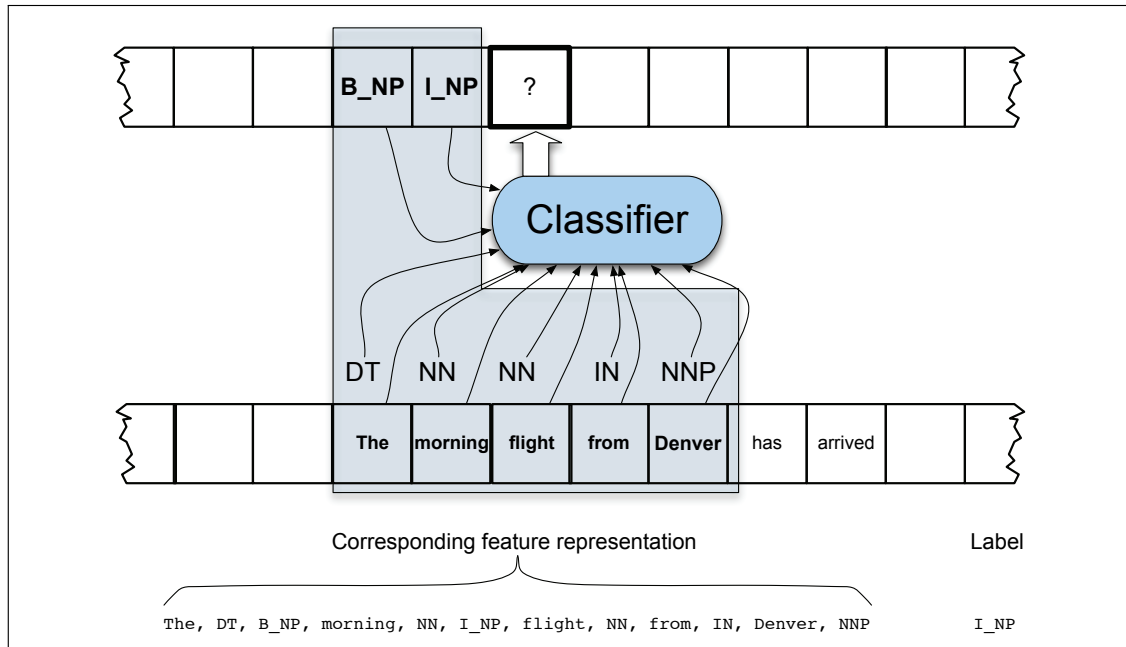 B_NP I_NP ?
Classifier
DT NN NN IN NNP
The morning flight from Denver has arrived
Corresponding feature representation Label
The, DT, B_NP, morning, NN, I_NP, flight, NN, from, IN, Denver, NNP I_NP